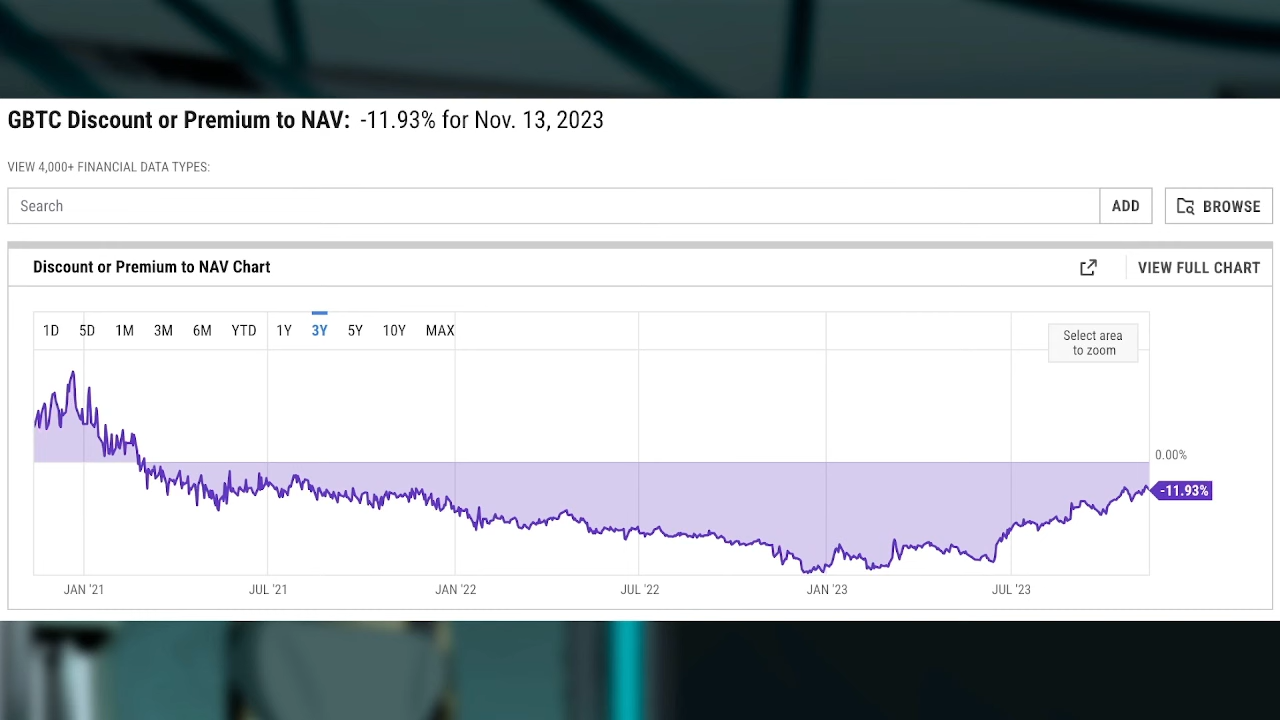 GBTC Discount or Premium to NAV: -11.93% for Nov. 13, 2023
VIEW 4,000+ FINANCIAL DATA TYPES:
Search ADD BROWSE
Discount or Premium to NAV Chart VIEW FULL CHART
1D 5D 1M 3M 6M YTD 1Y 3Y 5Y 10Y MAX
Select area
to zoom
0.00%
-11.93%
JAN '21 JUL '21 JAN '22 JUL '22 JAN '23 JUL '23